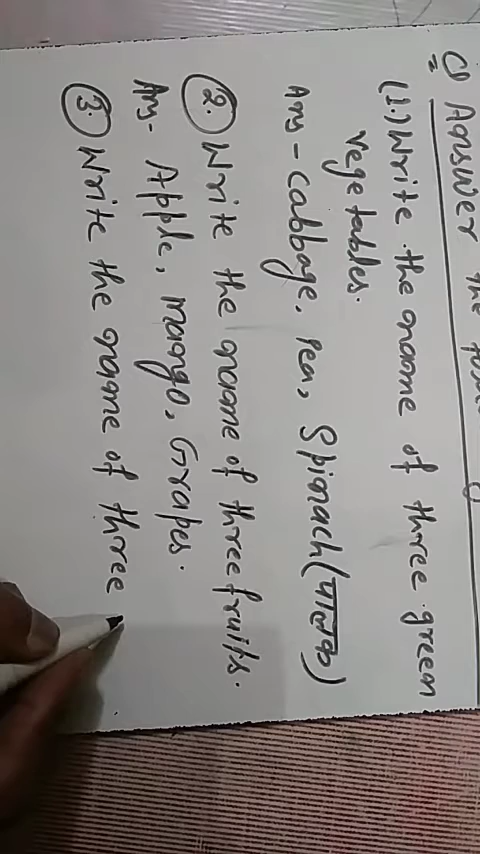 c) Answer the
(1.) Write the name of three green
vegetables.
Ans - Cabbage, Pea, Spinach (पालक)
2. Write the name of three fruits.
Ans - Apple, Mango, Grapes.
3. Write the name of three